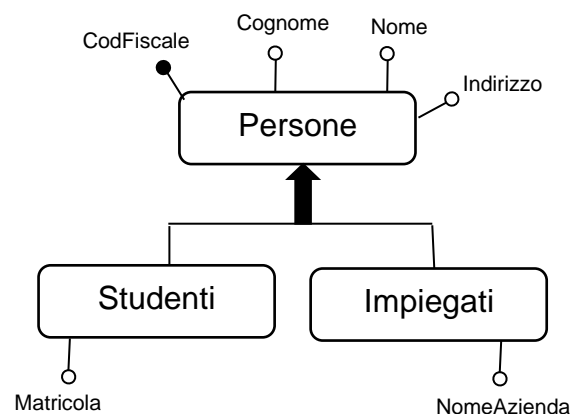 Cognome
Nome
CodFiscale
Indirizzo
Persone
Studenti
Impiegati
Matricola
NomeAzienda